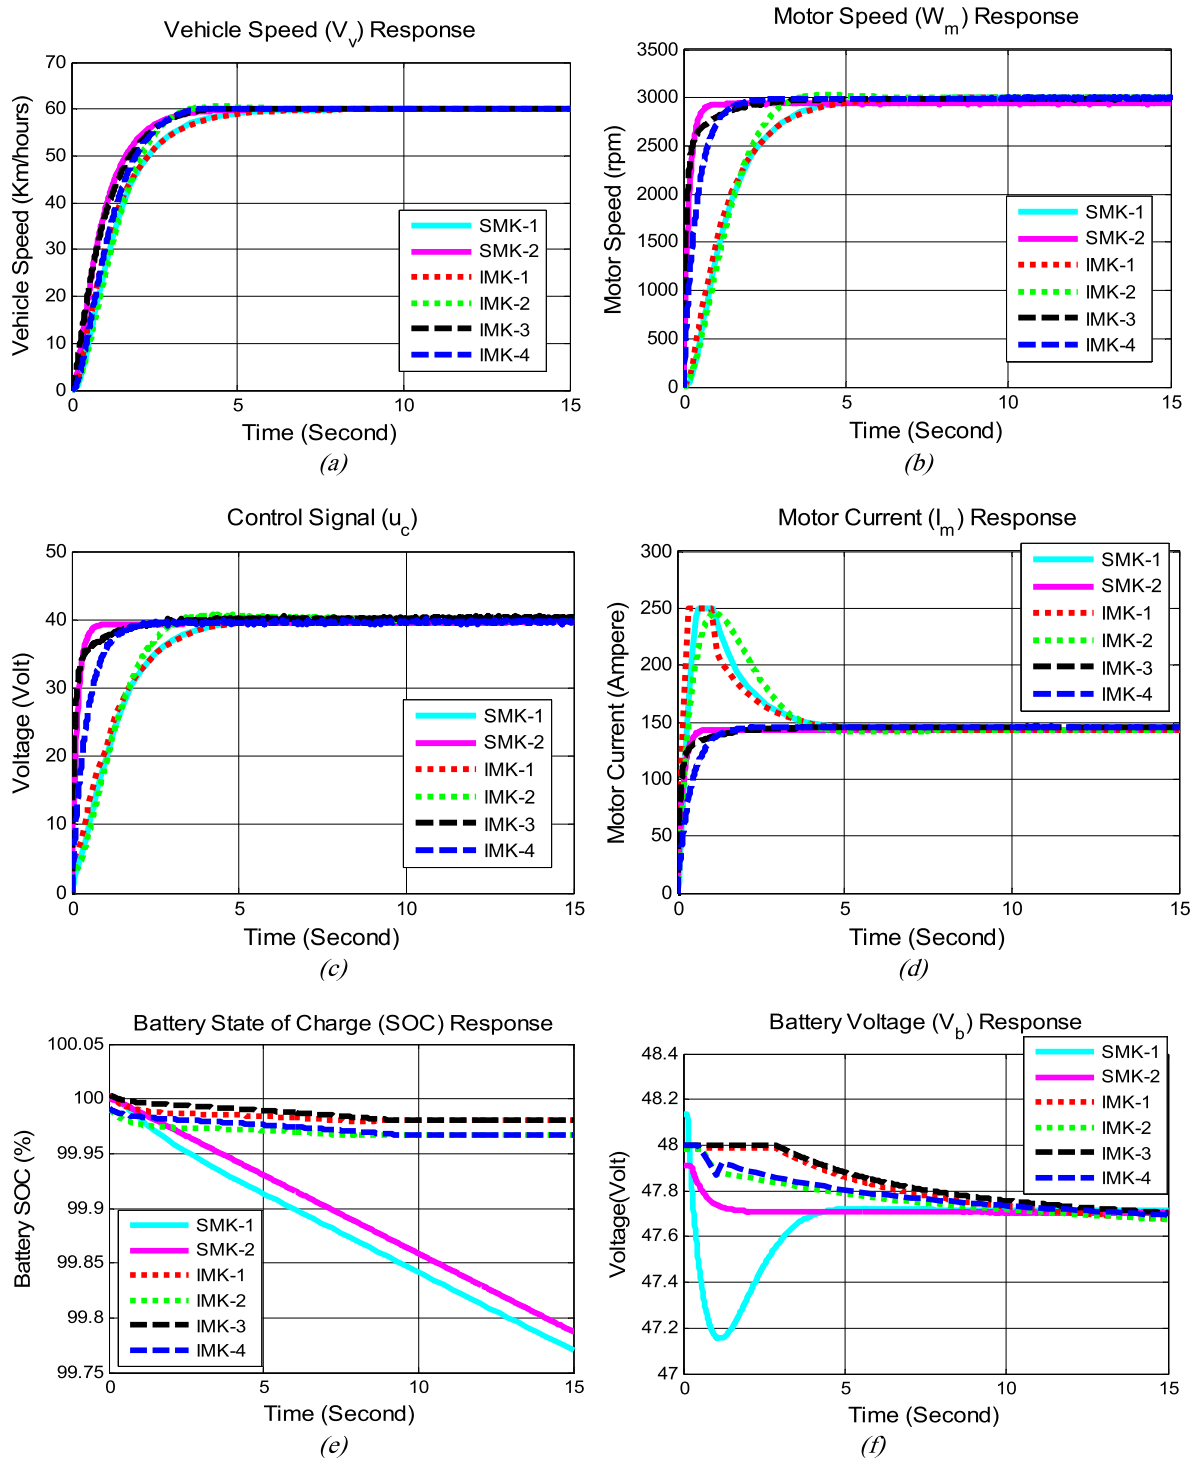 Vehicle Speed (Vv) Response
70
60
50
40
30
20
10
0
Vehicle Speed (Km/hours)
SMK-1
SMK-2
IMK-1
IMK-2
IMK-3
IMK-4
0 5 10 15
Time (Second)
(a)
Motor Speed (Wm) Response
3500
3000
2500
2000
1500
1000
500
0
Motor Speed (rpm)
SMK-1
SMK-2
IMK-1
IMK-2
IMK-3
IMK-4
0 5 10 15
Time (Second)
(b)
Control Signal (uc)
50
40
30
20
10
0
Voltage (Volt)
SMK-1
SMK-2
IMK-1
IMK-2
IMK-3
IMK-4
0 5 10 15
Time (Second)
(c)
Motor Current (Im) Response
300
250
200
150
100
50
0
Motor Current (Ampere)
SMK-1
SMK-2
IMK-1
IMK-2
IMK-3
IMK-4
0 5 10 15
Time (Second)
(d)
Battery State of Charge (SOC) Response
100.05
100
99.95
99.9
99.85
99.8
99.75
Battery SOC (%)
SMK-1
SMK-2
IMK-1
IMK-2
IMK-3
IMK-4
0 5 10 15
Time (Second)
(e)
Battery Voltage (Vb) Response
48.4
48.2
48
47.8
47.6
47.4
47.2
47
Voltage(Volt)
SMK-1
SMK-2
IMK-1
IMK-2
IMK-3
IMK-4
0 5 10 15
Time (Second)
(f)